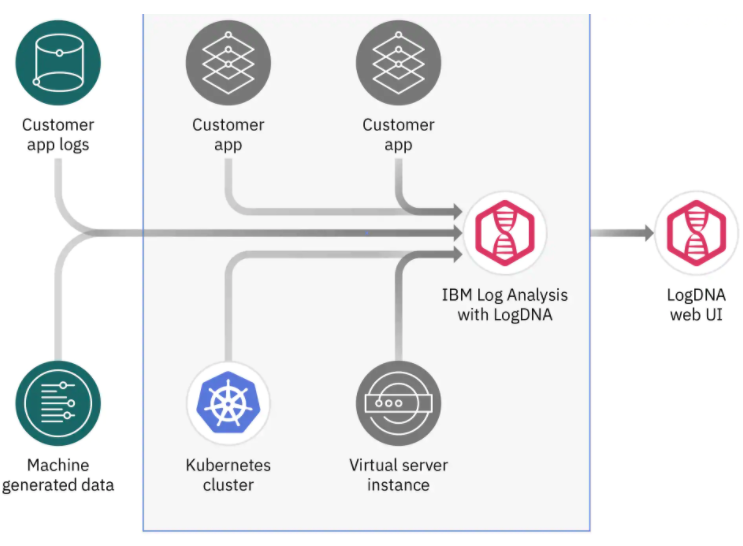 Customer
app logs
Customer
app
Customer
app
IBM Log Analysis
with LogDNA
LogDNA
web UI
Machine
generated data
Kubernetes
cluster
Virtual server
instance